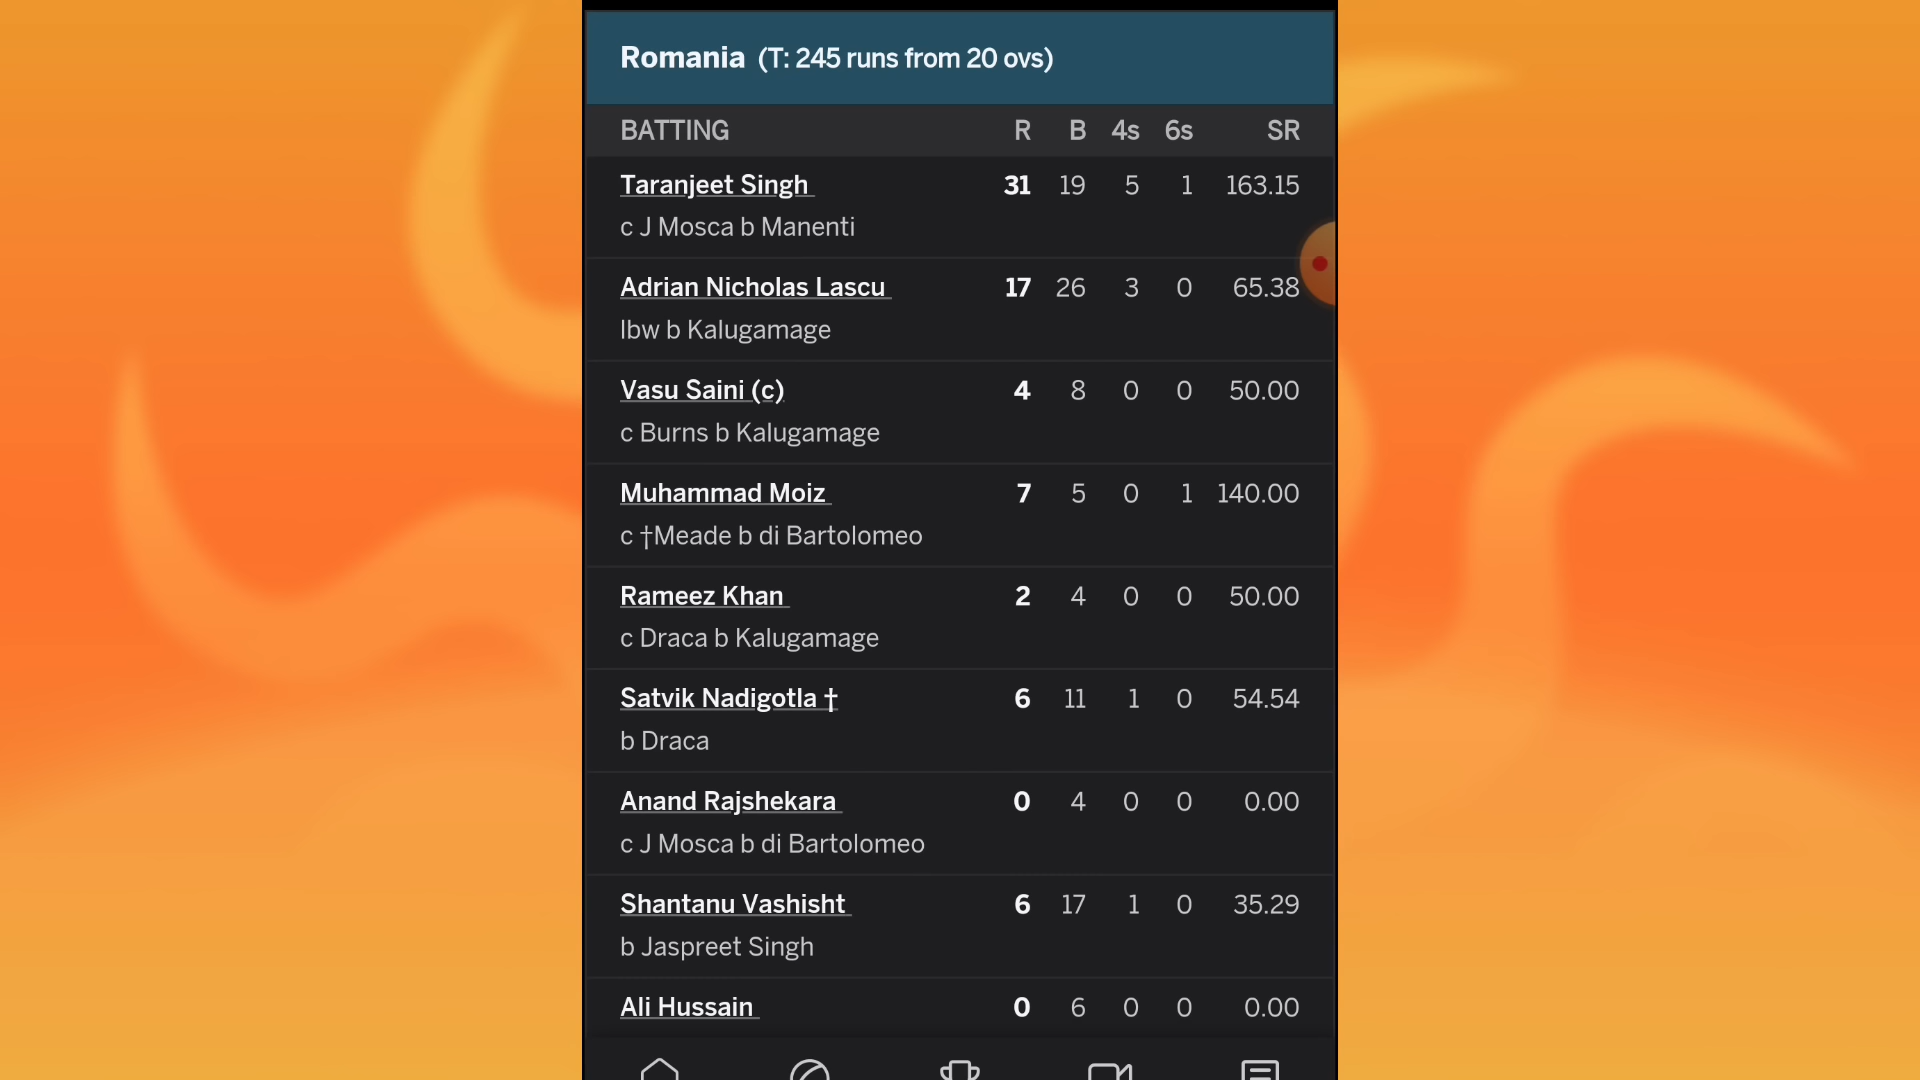 Romania (T: 245 runs from 20 ovs)
BATTING R B 4s 6s SR
Taranjeet Singh 31 19 5 1 163.15
c J Mosca b Manenti
Adrian Nicholas Lascu 17 26 3 0 65.38
lbw b Kalugamage
Vasu Saini (c) 4 8 0 0 50.00
c Burns b Kalugamage
Muhammad Moiz 7 5 0 1 140.00
c †Meade b di Bartolomeo
Rameez Khan 2 4 0 0 50.00
c Draca b Kalugamage
Satvik Nadigotla † 6 11 1 0 54.54
b Draca
Anand Rajshekara 0 4 0 0 0.00
c J Mosca b di Bartolomeo
Shantanu Vashisht 6 17 1 0 35.29
b Jaspreet Singh
Ali Hussain 0 6 0 0 0.00